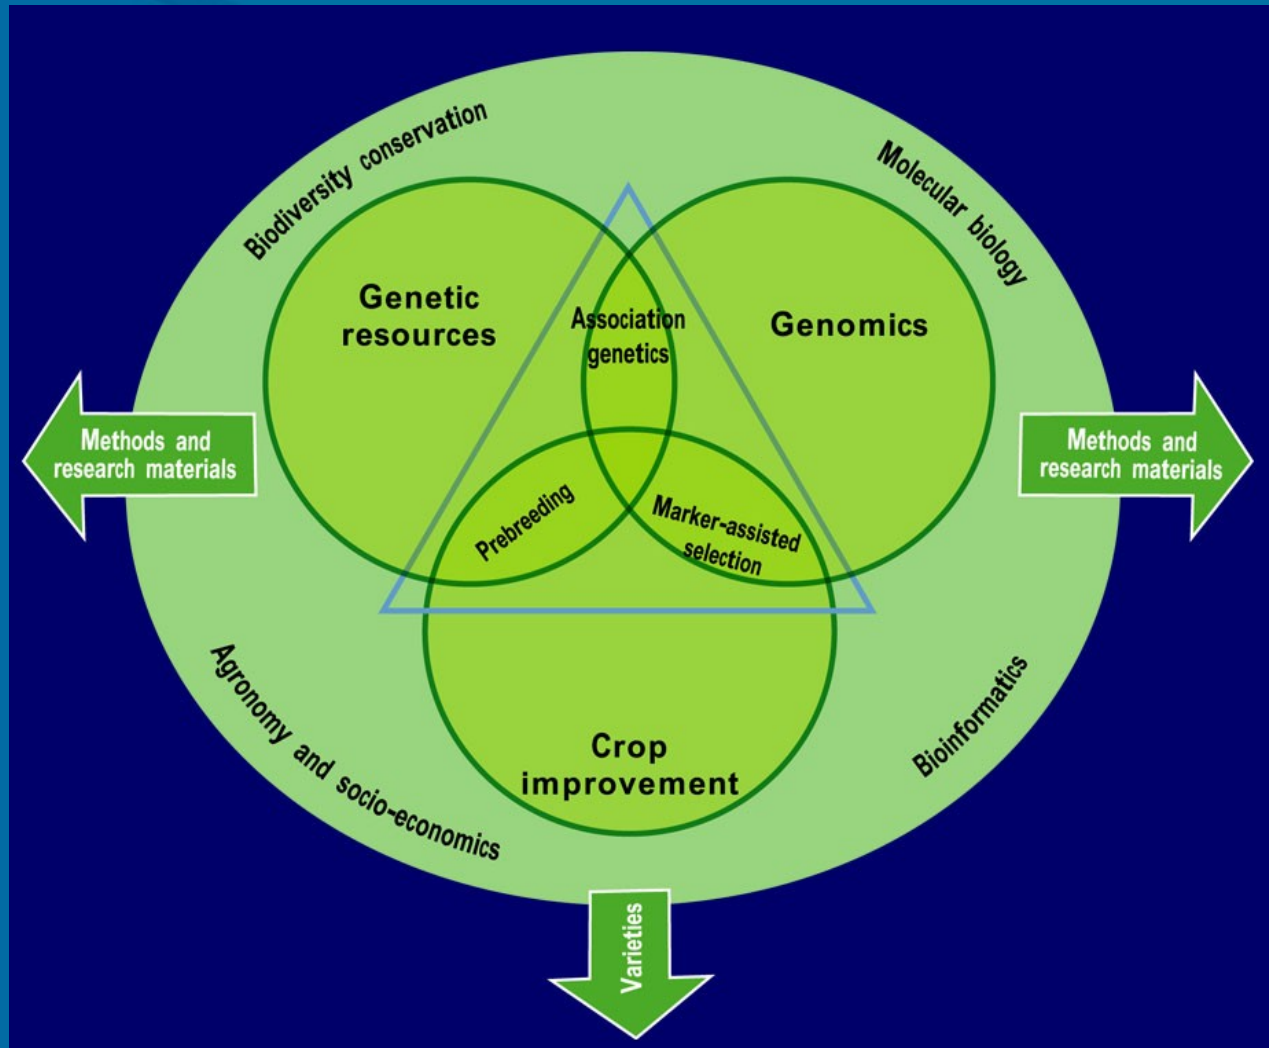 Biodiversity conservation
Molecular biology
Genetic
resources
Genomics
Association
genetics
Methods and
research materials
Methods and
research materials
Prebreeding
Marker-assisted
selection
Agronomy and socio-economics
Bioinformatics
Crop
improvement
Varieties